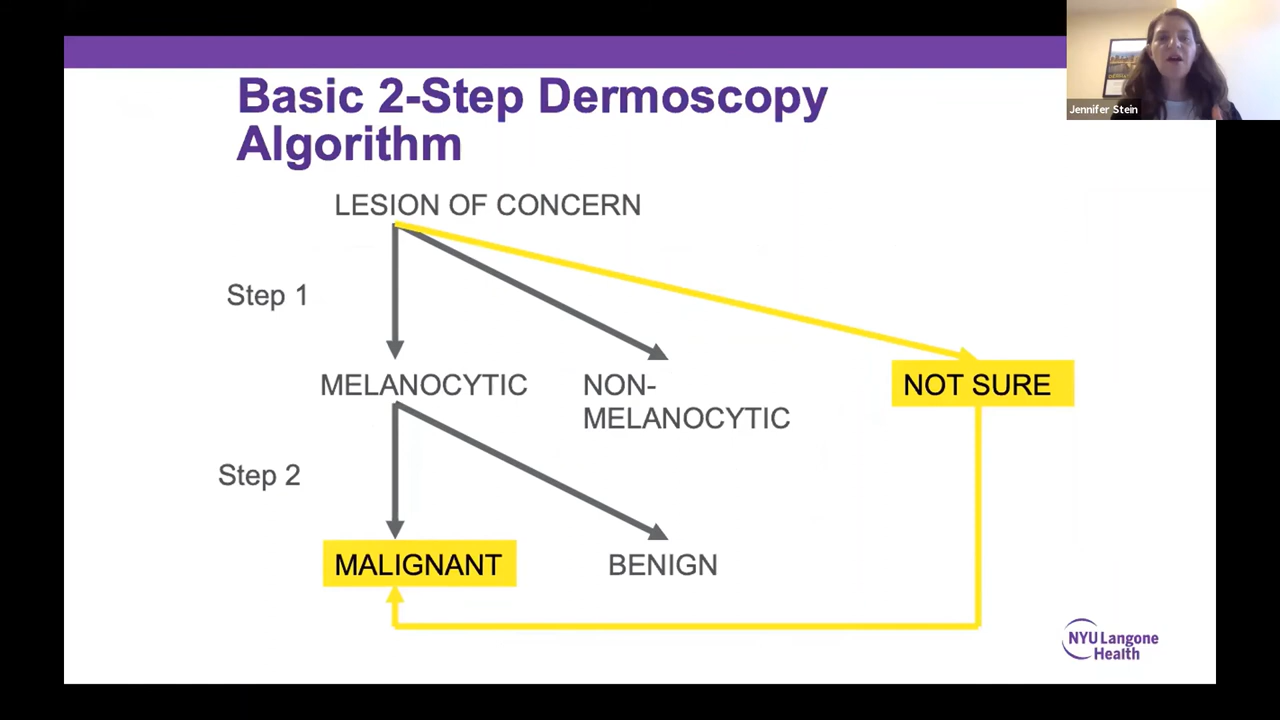 Basic 2-Step Dermoscopy
Algorithm
Jennifer Stein
LESION OF CONCERN
Step 1
MELANOCYTIC
NON-
MELANOCYTIC
NOT SURE
Step 2
MALIGNANT
BENIGN
NYU Langone
Health